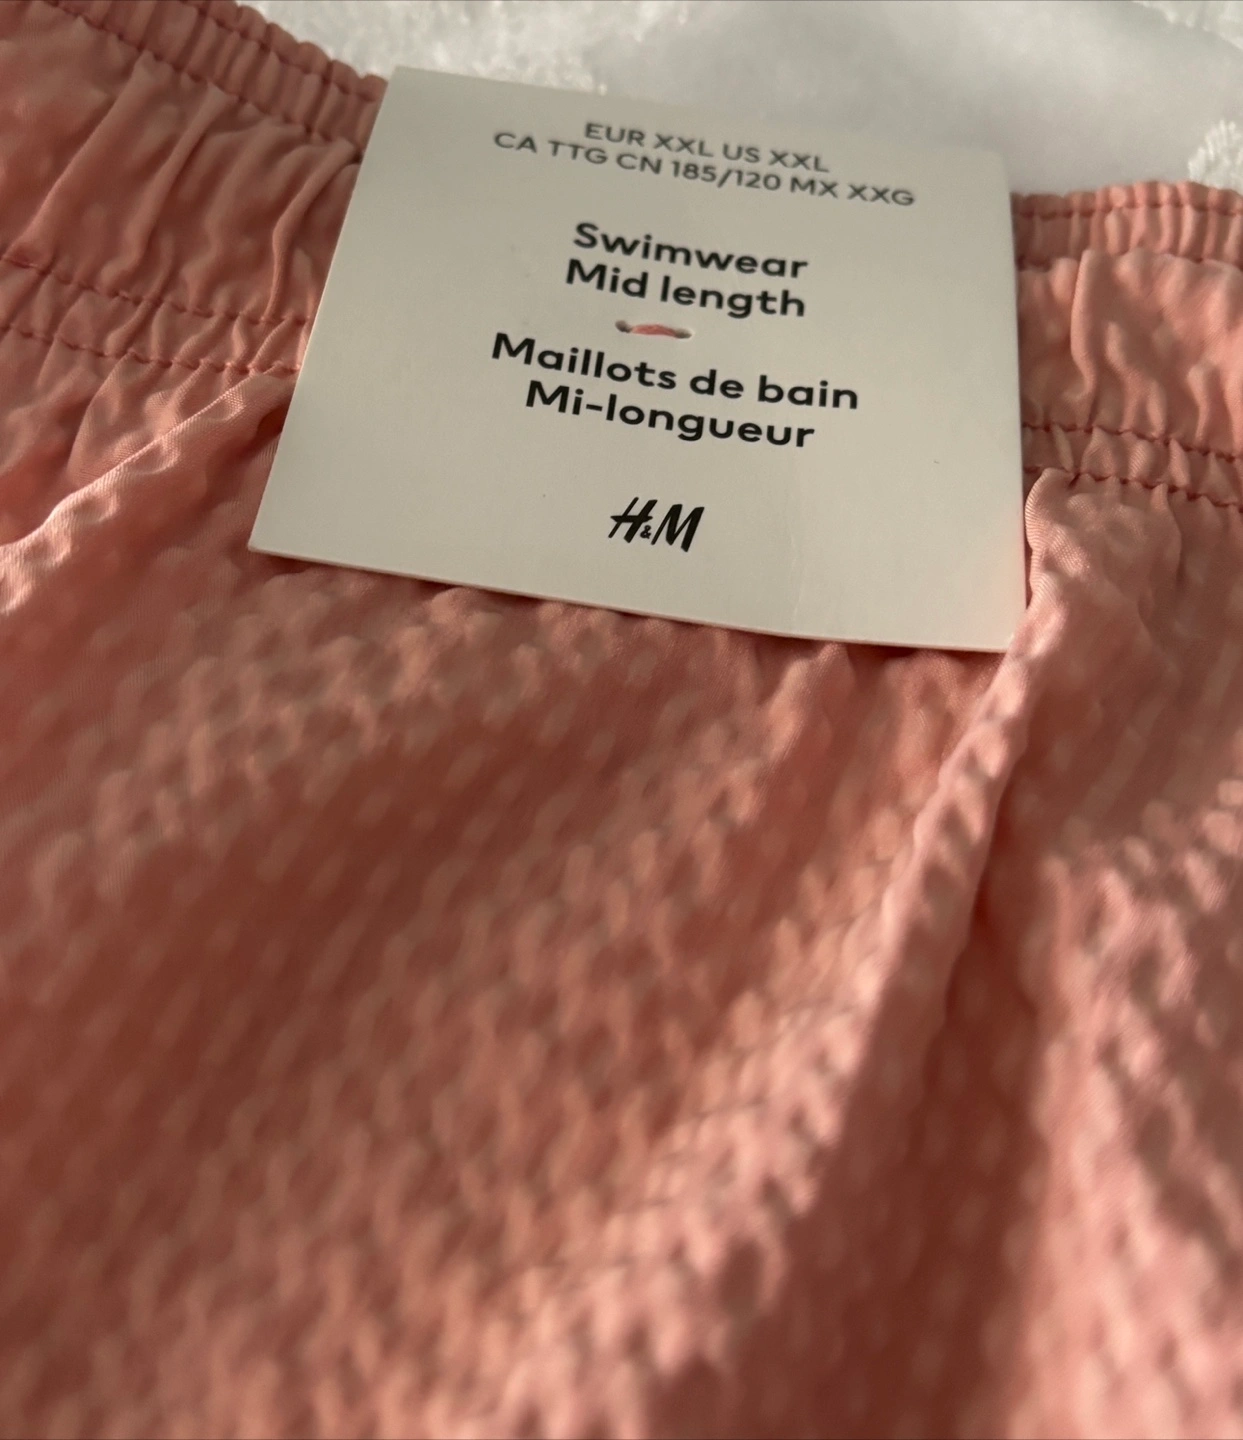 EUR XXL US XXL
CA TTG CN 185/120 MX XXG
Swimwear
Mid length
Maillots de bain
Mi-longueur
H&M